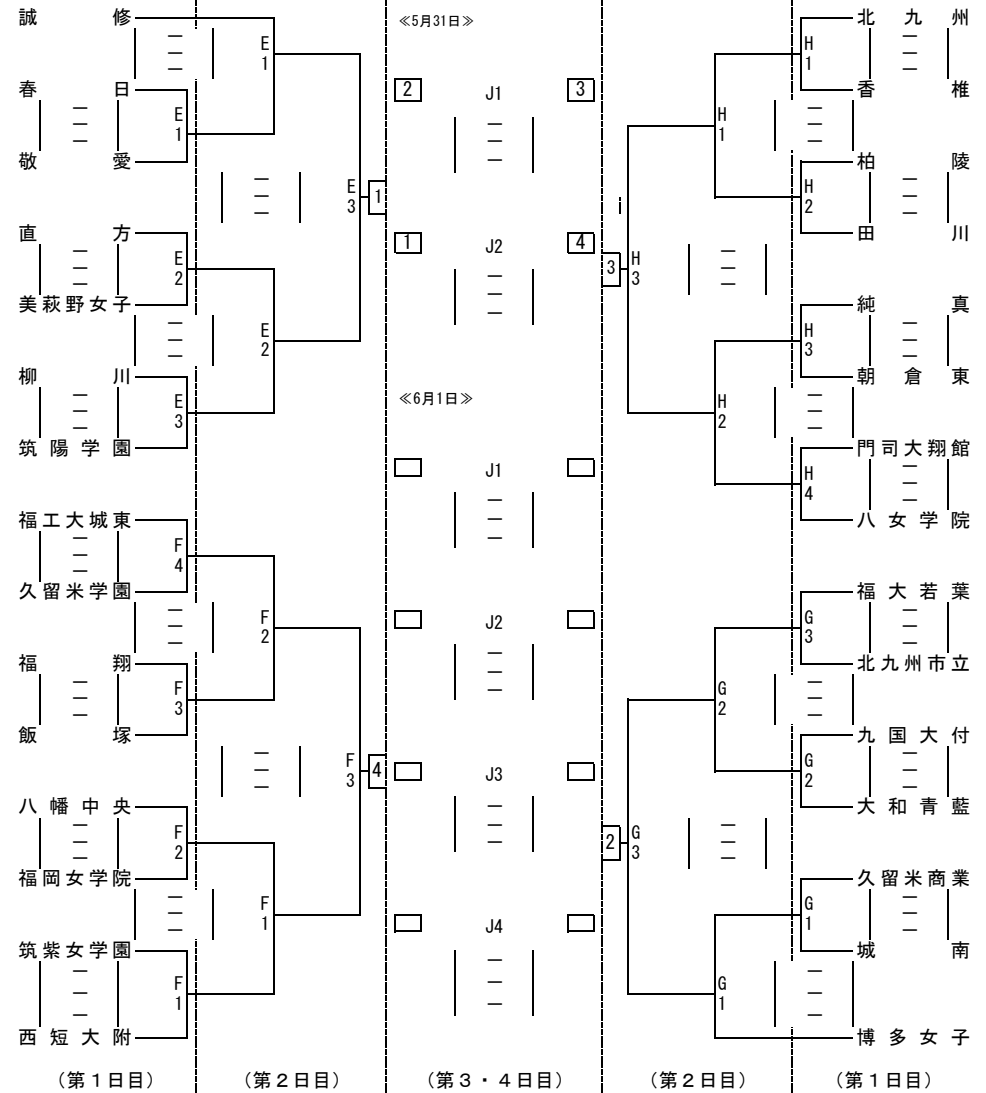 誠修
E1
春日
E1
敬愛
E3
1
直方
E2
美萩野女子
E2
柳川
E3
筑陽学園
福工大城東
F4
久留米学園
F2
福翔
F3
飯塚
F3
4
八幡中央
F2
福岡女学院
F1
筑紫女学園
F1
西短大附
≪5月31日≫
2 J1 3
1 J2 4
≪6月1日≫
J1
J2
J3
J4
北九州
H1
香椎
H1
柏陵
H2
田川
3
H3
純真
H3
朝倉東
H2
門司大翔館
H4
八女学院
福大若葉
G3
北九州市立
G2
九国大付
G2
大和青藍
2
G3
久留米商業
G1
城南
G1
博多女子
（第１日目） （第２日目） （第３・４日目） （第２日目） （第１日目）